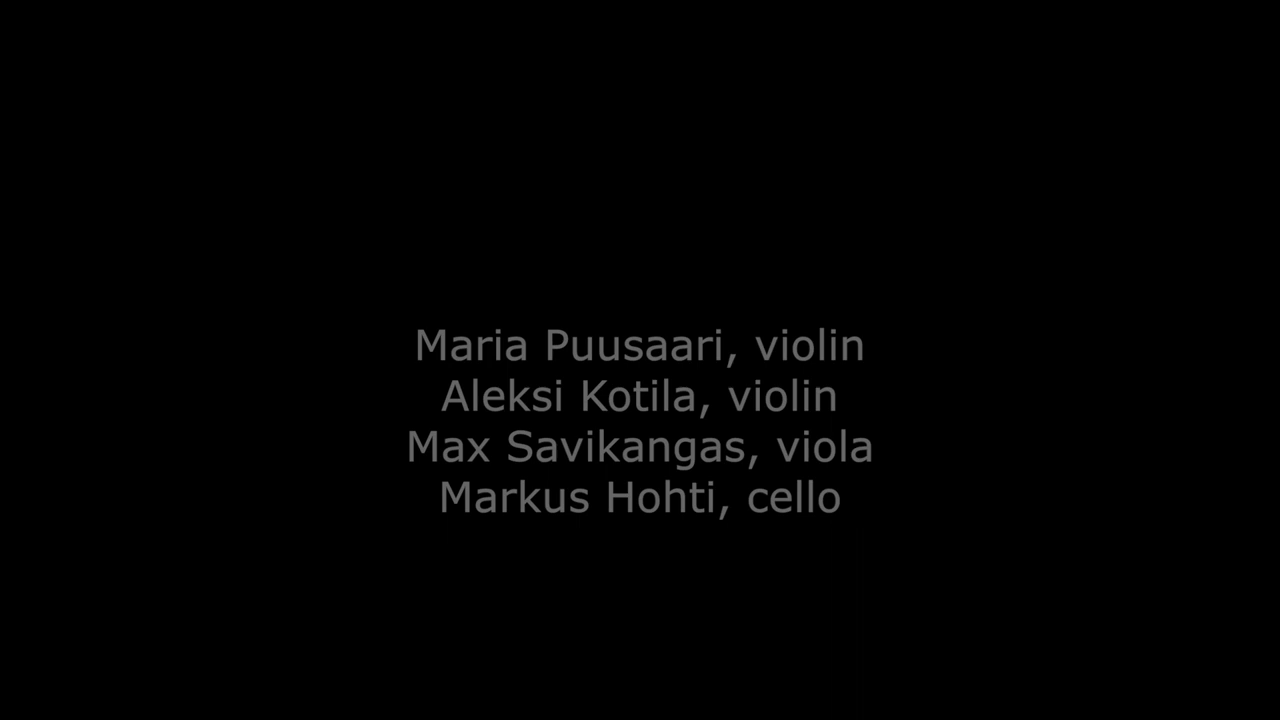 Maria Puusaari, violin
Aleksi Kotila, violin
Max Savikangas, viola
Markus Hohti, cello